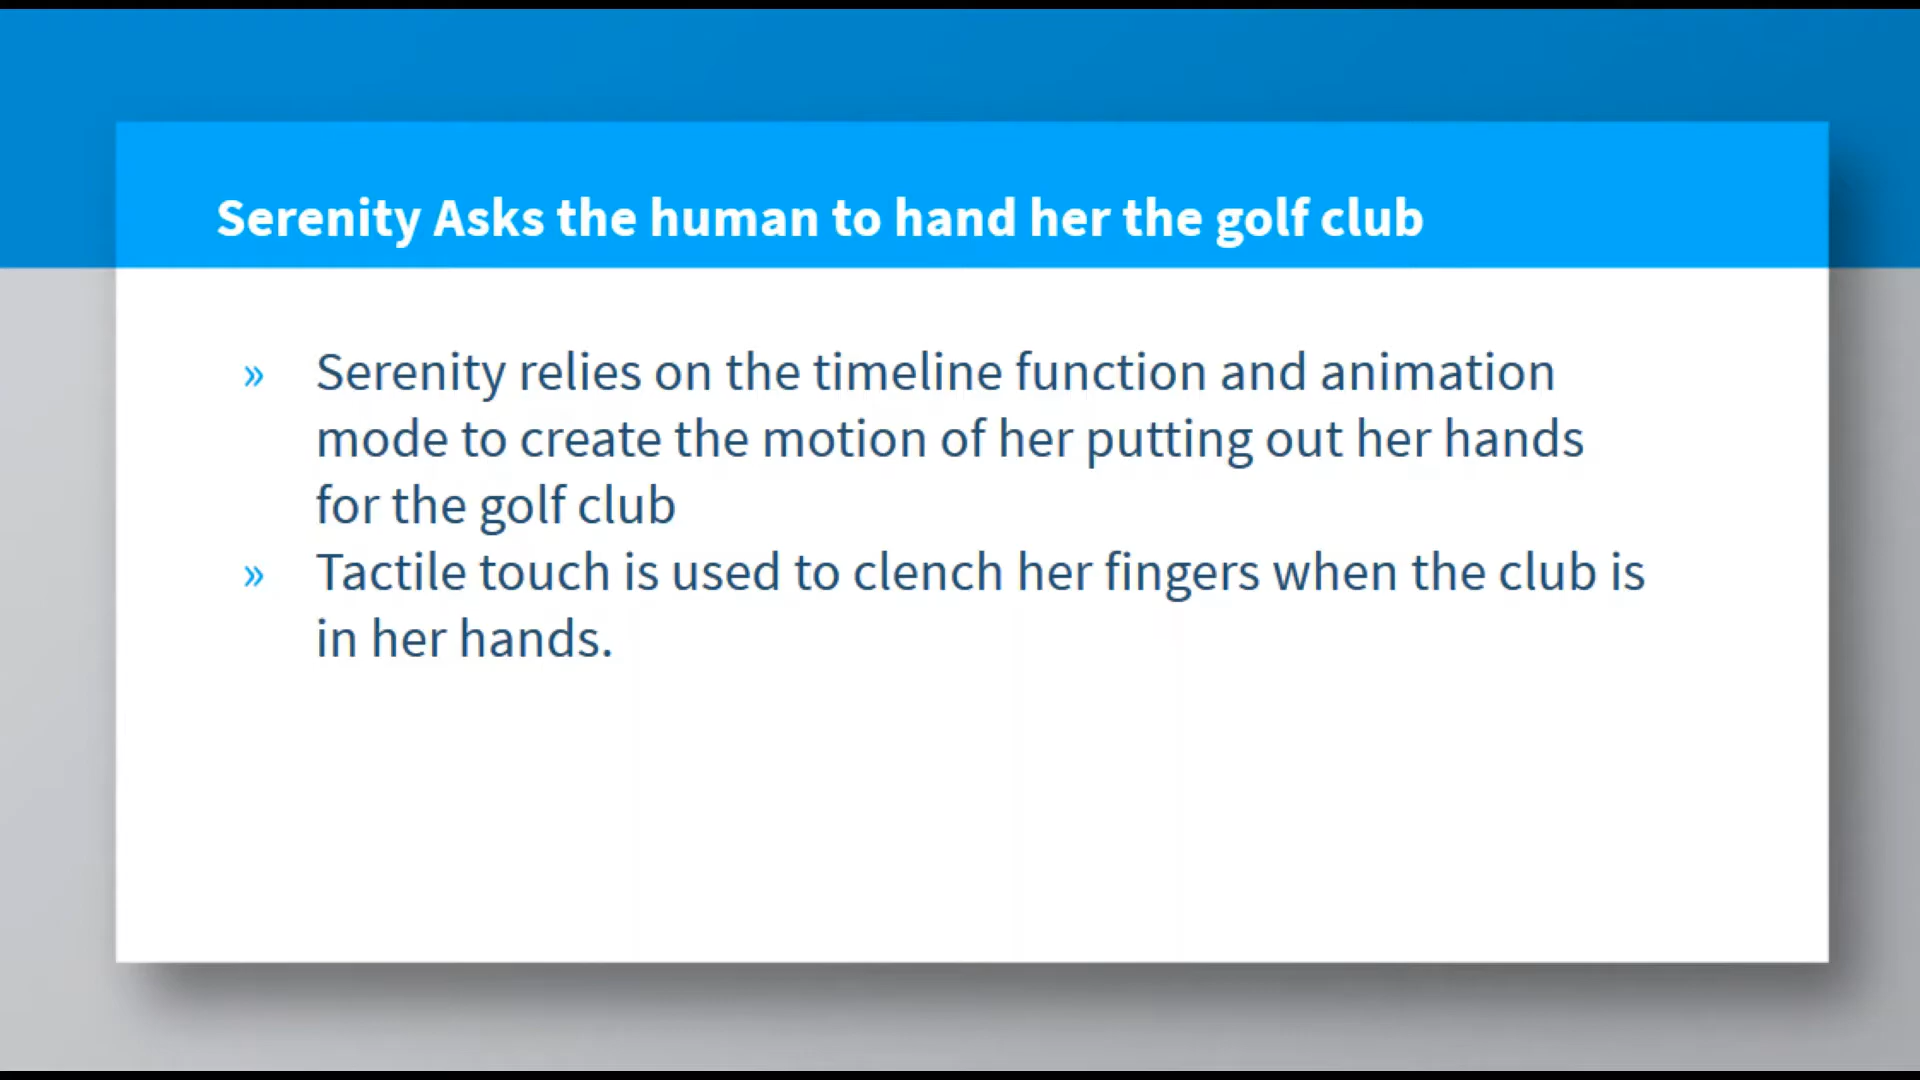 Serenity Asks the human to hand her the golf club
» Serenity relies on the timeline function and animation
mode to create the motion of her putting out her hands
for the golf club
» Tactile touch is used to clench her fingers when the club is
in her hands.